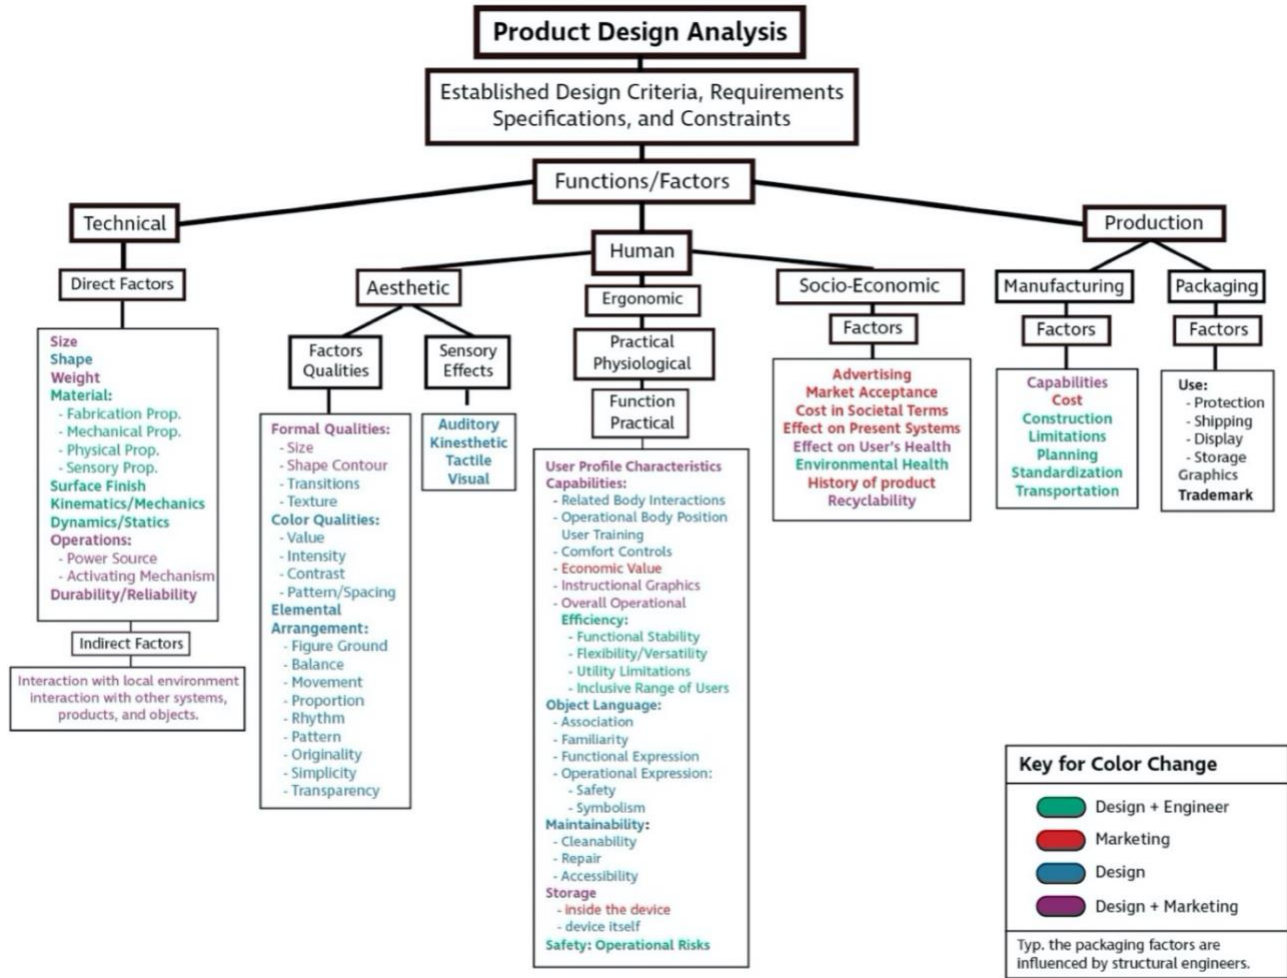 Product Design Analysis
Established Design Criteria, Requirements
Specifications, and Constraints
Functions/Factors
Technical
Direct Factors
Size
Shape
Weight
Material:
- Fabrication Prop.
- Mechanical Prop.
- Physical Prop.
- Sensory Prop.
Surface Finish
Kinematics/Mechanics
Dynamics/Statics
Operations:
- Power Source
- Activating Mechanism
Durability/Reliability
Indirect Factors
Interaction with local environment
interaction with other systems,
products, and objects.
Human
Aesthetic
Factors
Qualities
Formal Qualities:
- Size
- Shape Contour
- Transitions
- Texture
Color Qualities:
- Value
- Intensity
- Contrast
- Pattern/Spacing
Elemental
Arrangement:
- Figure Ground
- Balance
- Movement
- Proportion
- Rhythm
- Pattern
- Originality
- Simplicity
- Transparency
Sensory
Effects
Auditory
Kinesthetic
Tactile
Visual
Ergonomic
Practical
Physiological
Function
Practical
User Profile Characteristics
Capabilities:
- Related Body Interactions
- Operational Body Position
User Training
- Comfort Controls
- Economic Value
- Instructional Graphics
- Overall Operational
Efficiency:
- Functional Stability
- Flexibility/Versatility
- Utility Limitations
- Inclusive Range of Users
Object Language:
- Association
- Familiarity
- Functional Expression
- Operational Expression:
- Safety
- Symbolism
Maintainability:
- Cleanability
- Repair
- Accessibility
Storage
- inside the device
- device itself
Safety: Operational Risks
Socio-Economic
Factors
Advertising
Market Acceptance
Cost in Societal Terms
Effect on Present Systems
Effect on User's Health
Environmental Health
History of product
Recyclability
Production
Manufacturing
Factors
Capabilities
Cost
Construction
Limitations
Planning
Standardization
Transportation
Packaging
Factors
Use:
- Protection
- Shipping
- Display
- Storage
Graphics
Trademark
Key for Color Change
Design + Engineer
Marketing
Design
Design + Marketing
Typ. the packaging factors are
influenced by structural engineers.